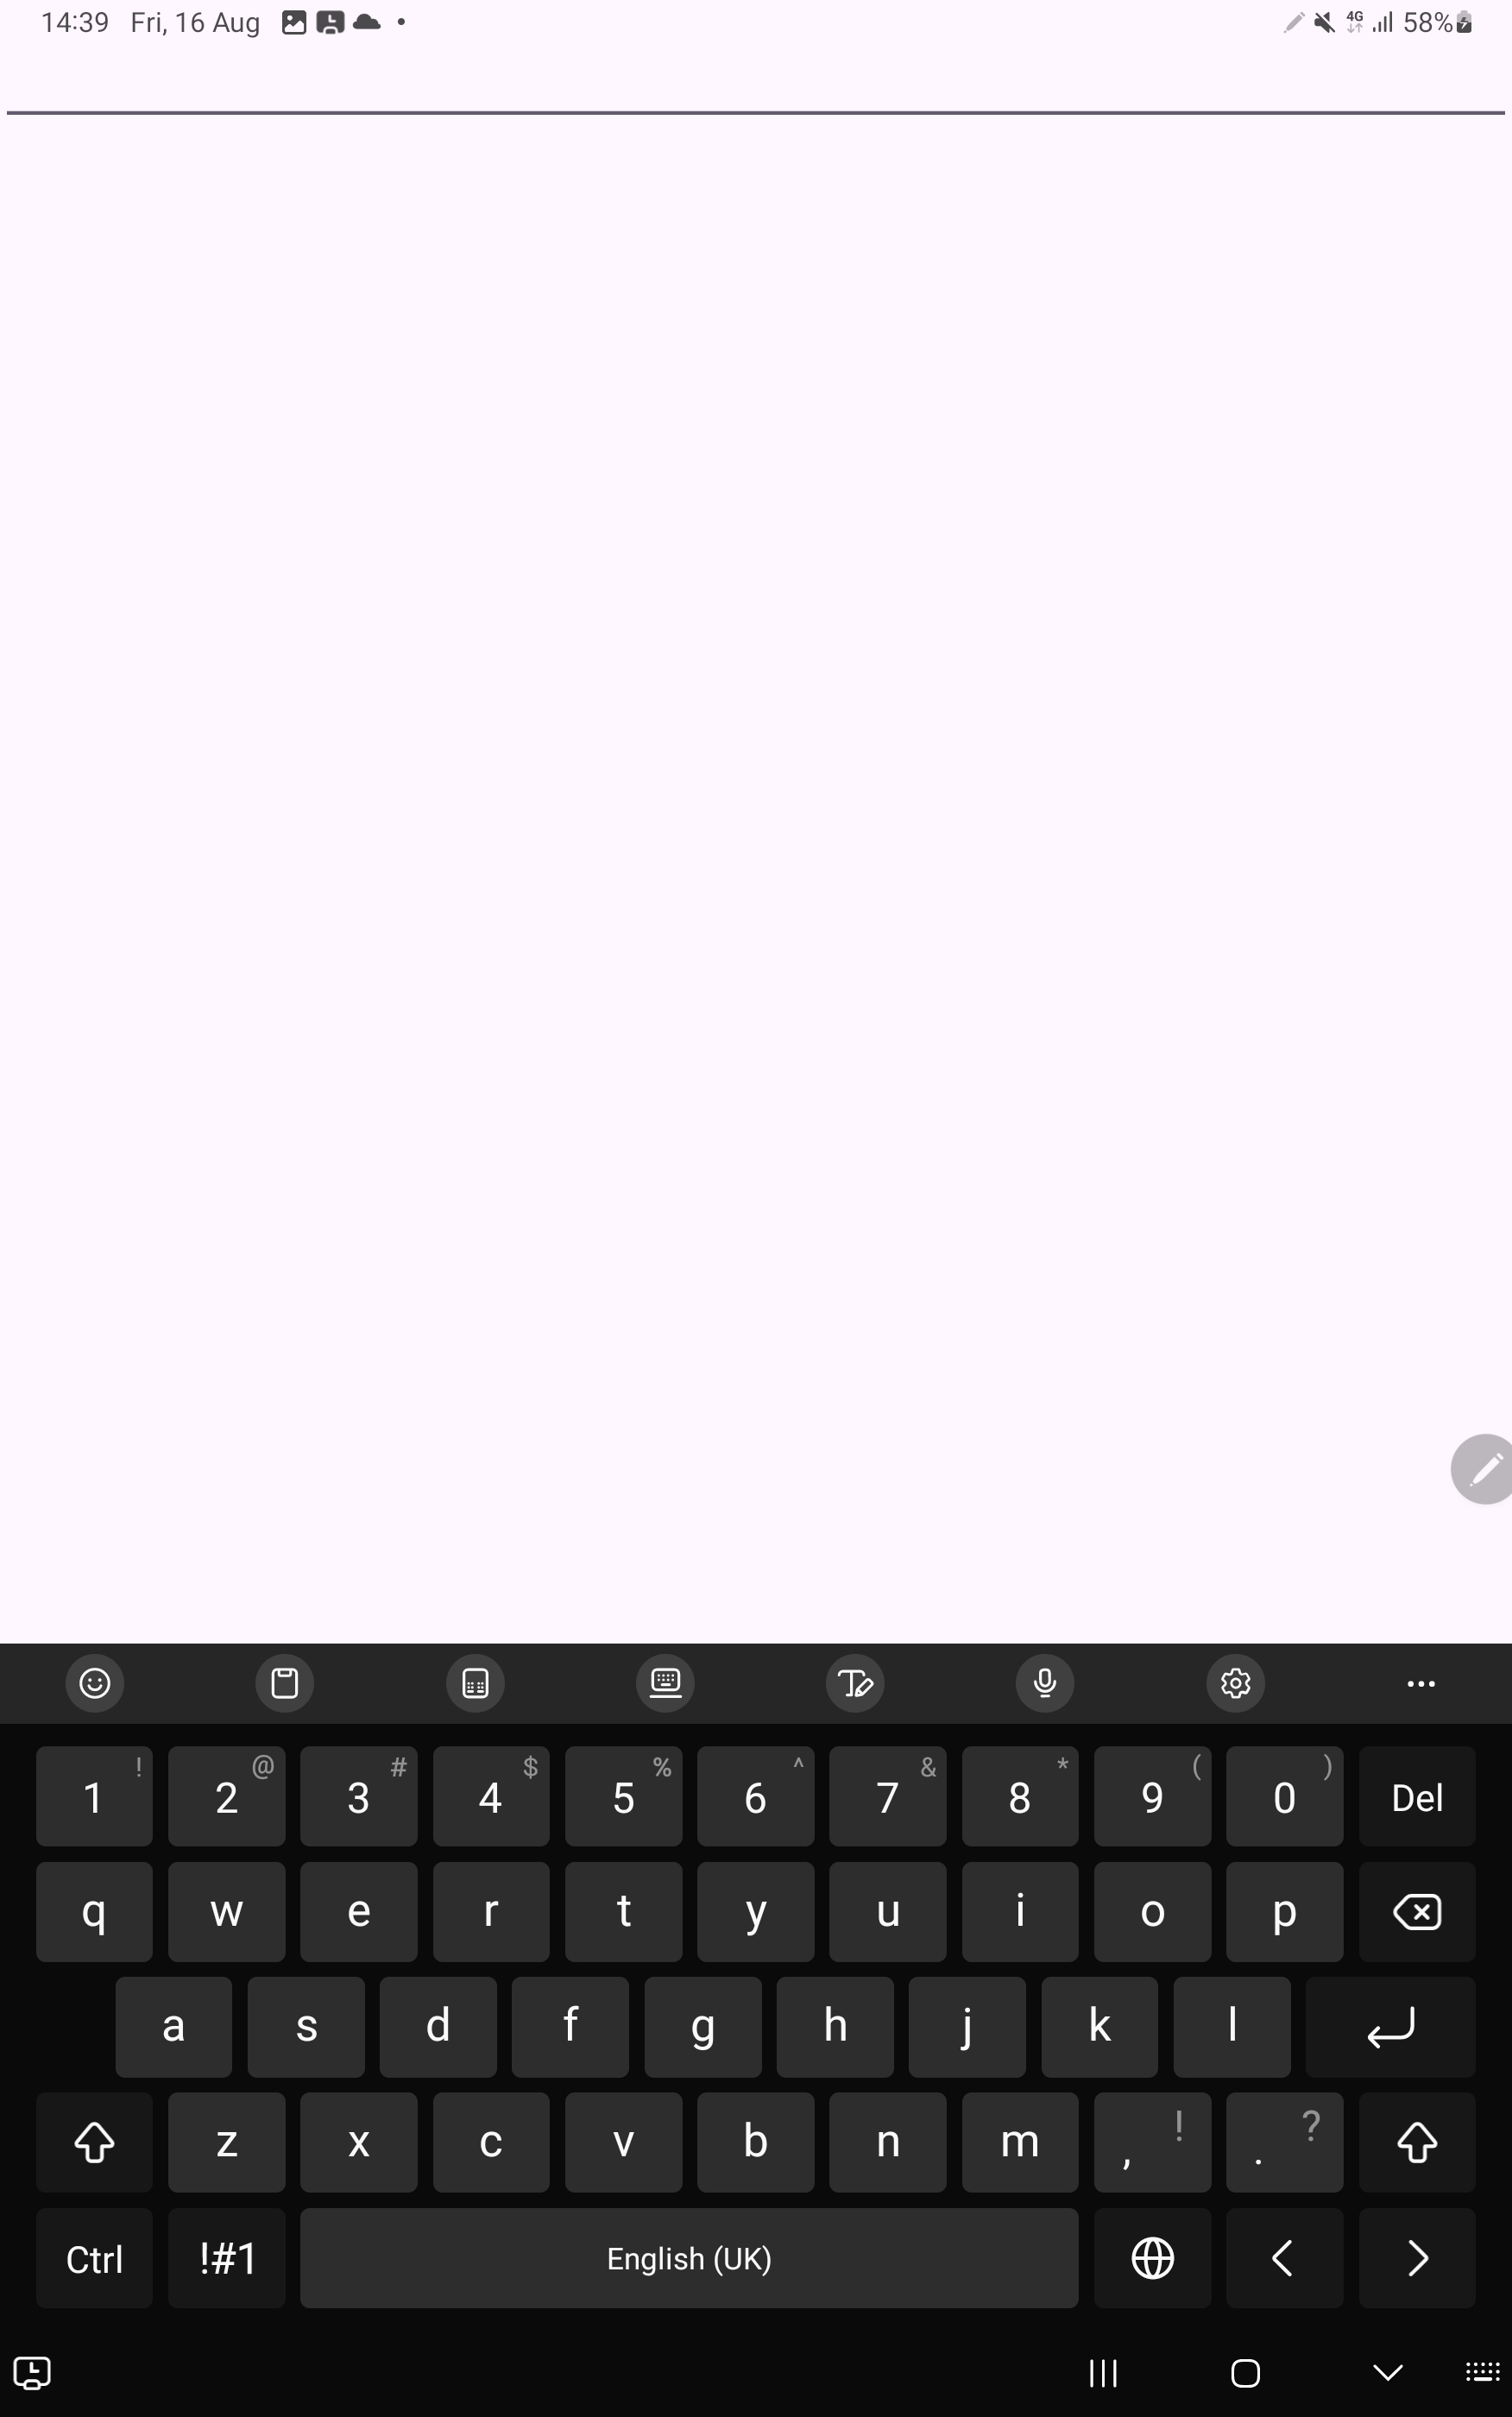 14:39 Fri, 16 Aug 4G 58%
! @ # $ % ^ & * ( )
1 2 3 4 5 6 7 8 9 0 Del
q w e r t y u i o p
a s d f g h j k l
z x c v b n m , ! . ?
Ctrl !#1 English (UK)